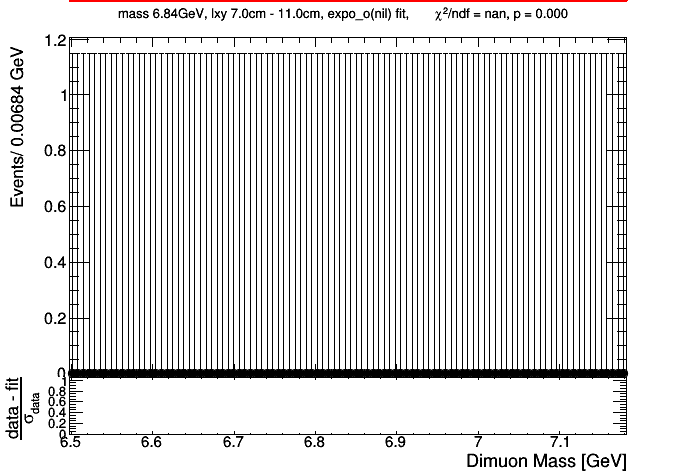 mass 6.84GeV, lxy 7.0cm - 11.0cm, expo_o(nil) fit, χ²/ndf = nan, p = 0.000
1.2
1
0.8
0.6
0.4
0.2
0
Events/ 0.00684 GeV
1
0.8
0.6
0.4
0.2
0
data - fit
σdata
6.5 6.6 6.7 6.8 6.9 7 7.1
Dimuon Mass [GeV]